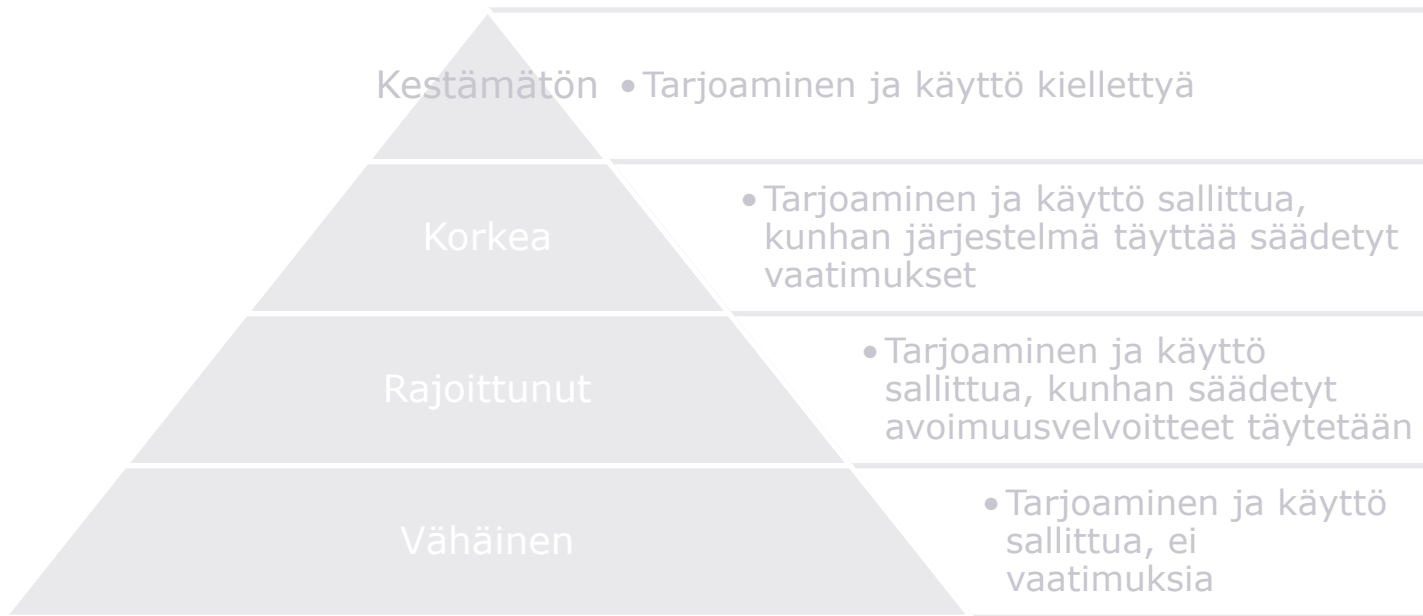 Kestämätön
• Tarjoaminen ja käyttö kiellettyä
Korkea
• Tarjoaminen ja käyttö sallittua,
kunhan järjestelmä täyttää säädetyt
vaatimukset
Rajoittunut
• Tarjoaminen ja käyttö
sallittua, kunhan säädetyt
avoimuusvelvoitteet täytetään
Vähäinen
• Tarjoaminen ja käyttö
sallittua, ei
vaatimuksia